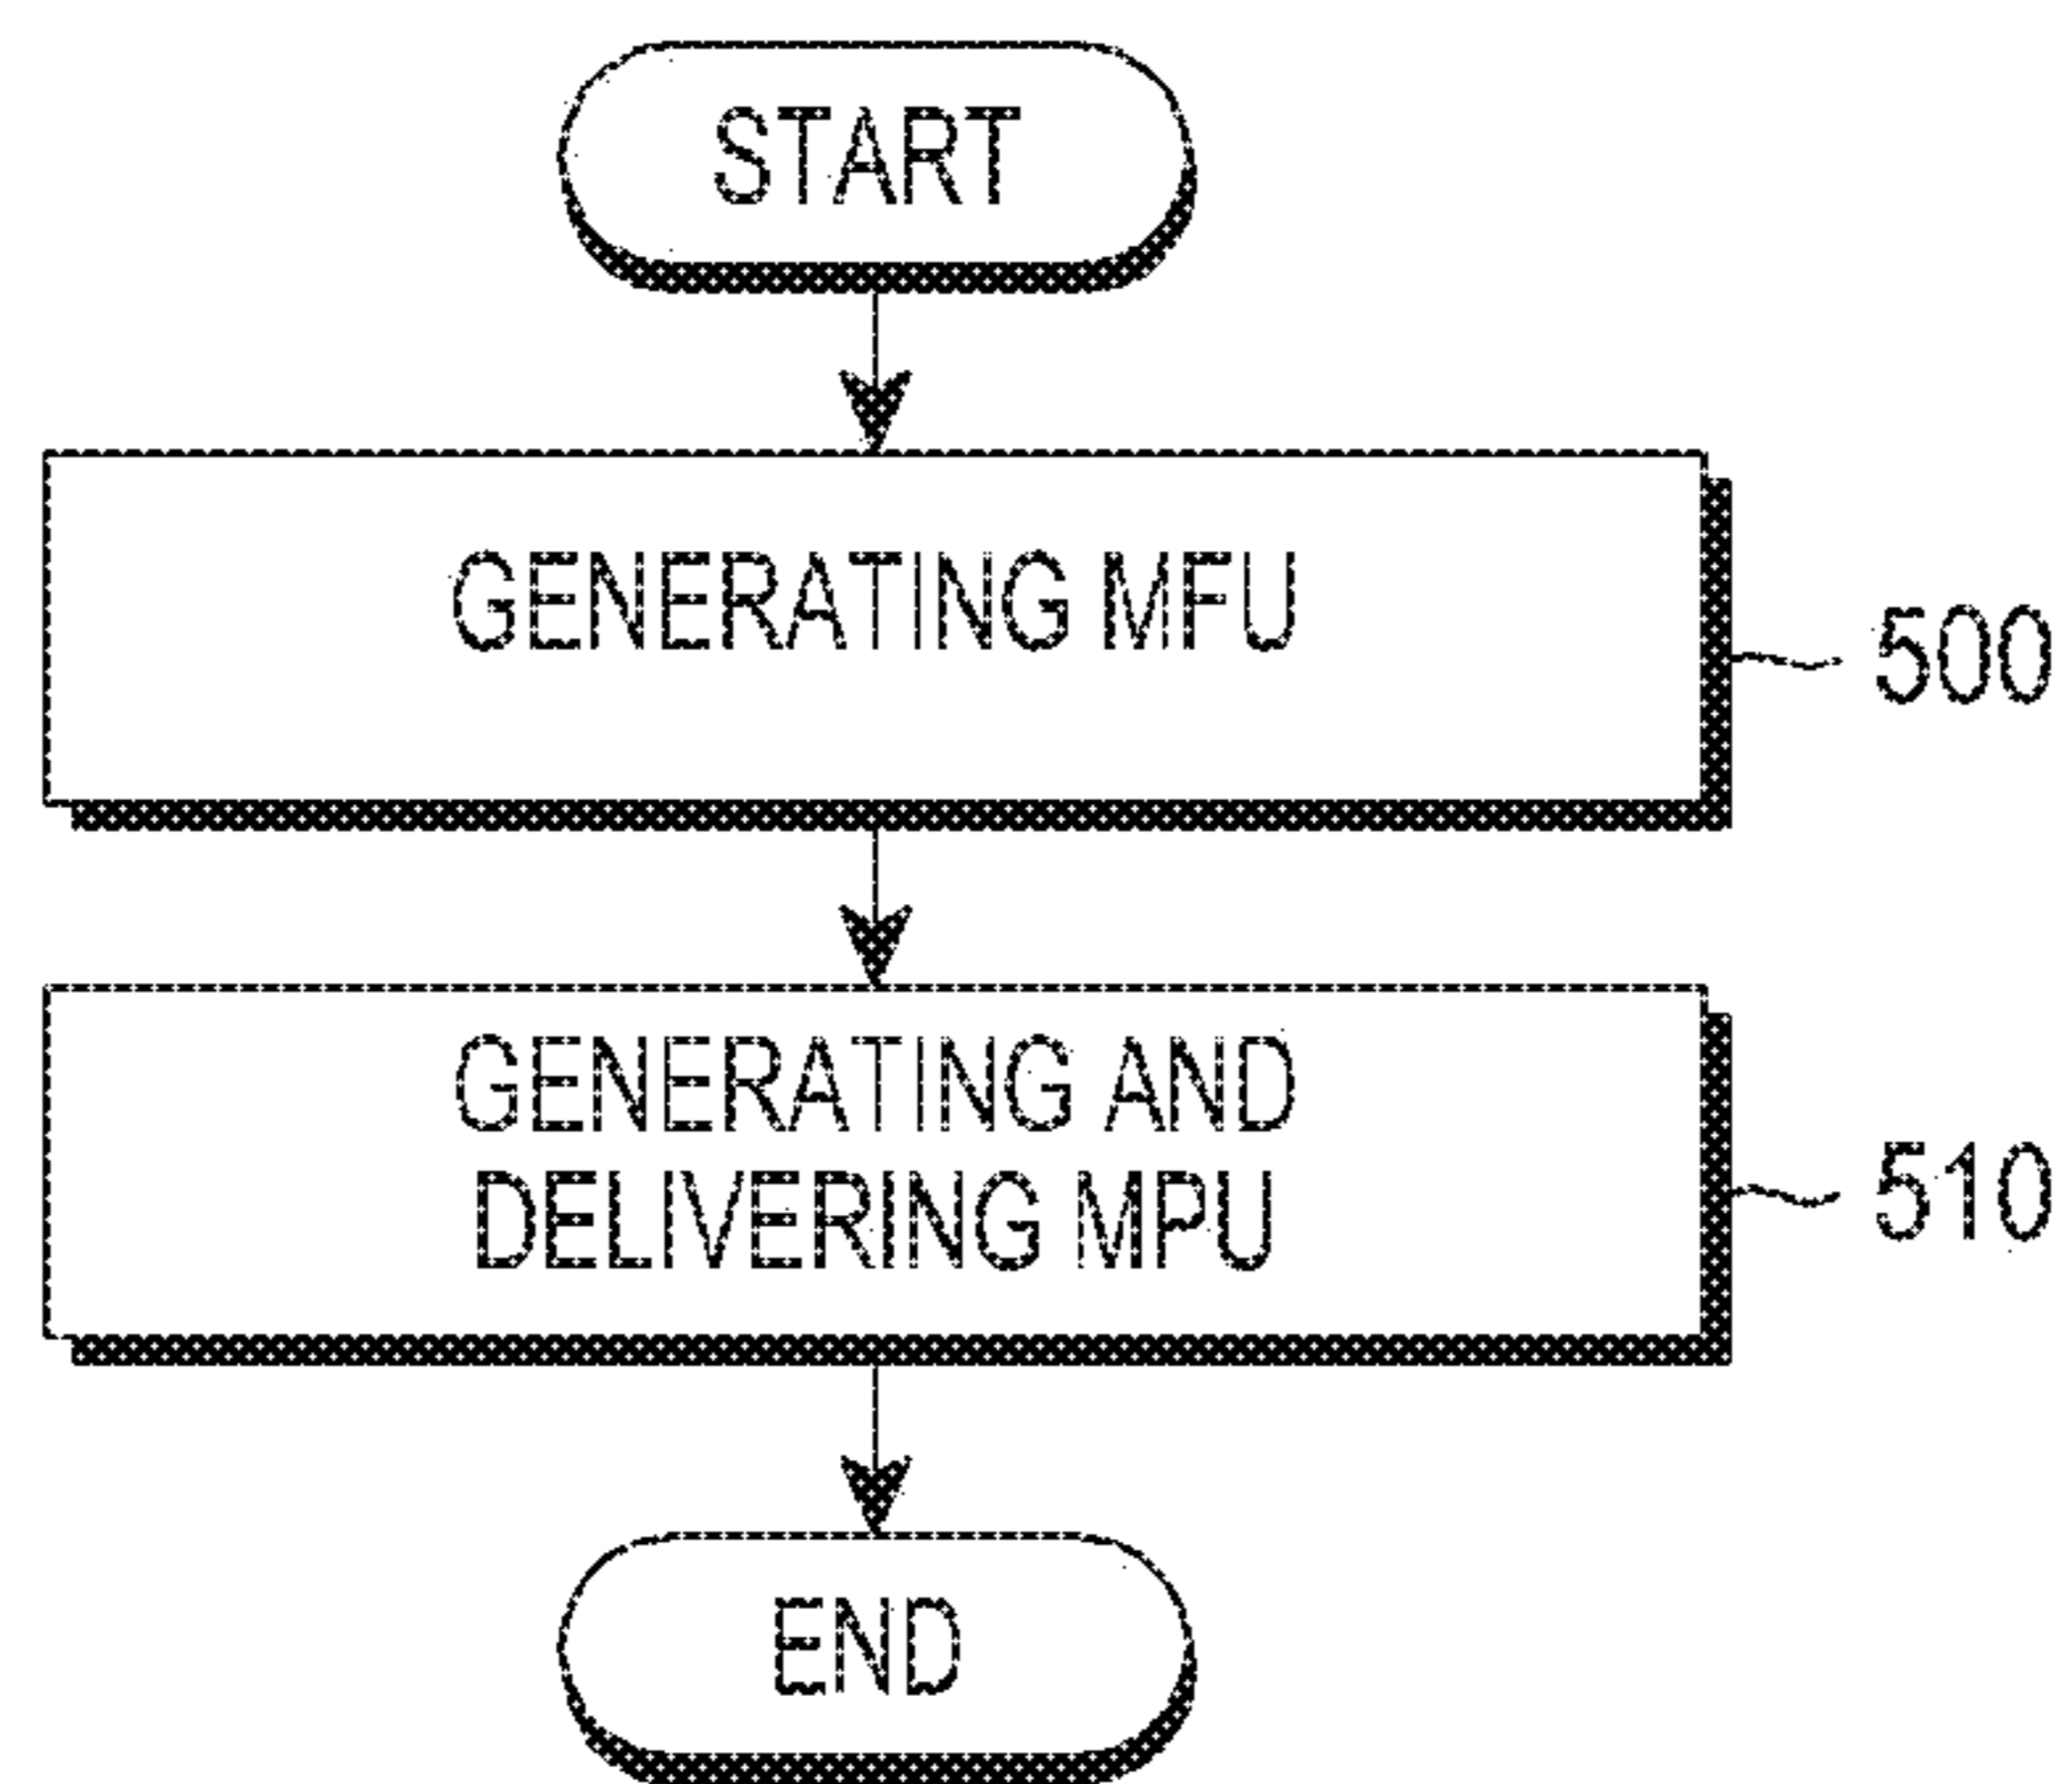 START
GENERATING MFU
500
GENERATING AND
DELIVERING MPU
510
END